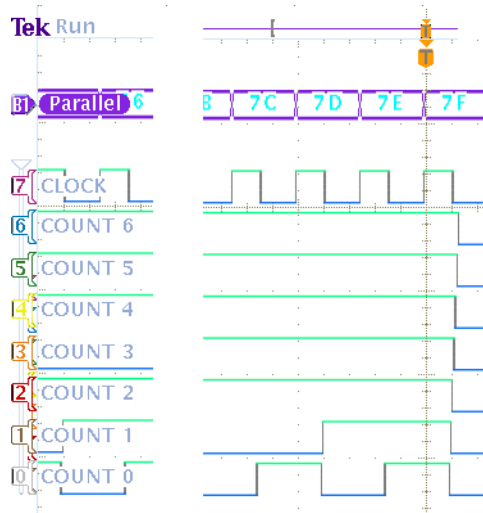 Tek Run
B1 Parallel 6 B 7C 7D 7E 7F
T
7 CLOCK
6 COUNT 6
5 COUNT 5
4 COUNT 4
3 COUNT 3
2 COUNT 2
1 COUNT 1
0 COUNT 0